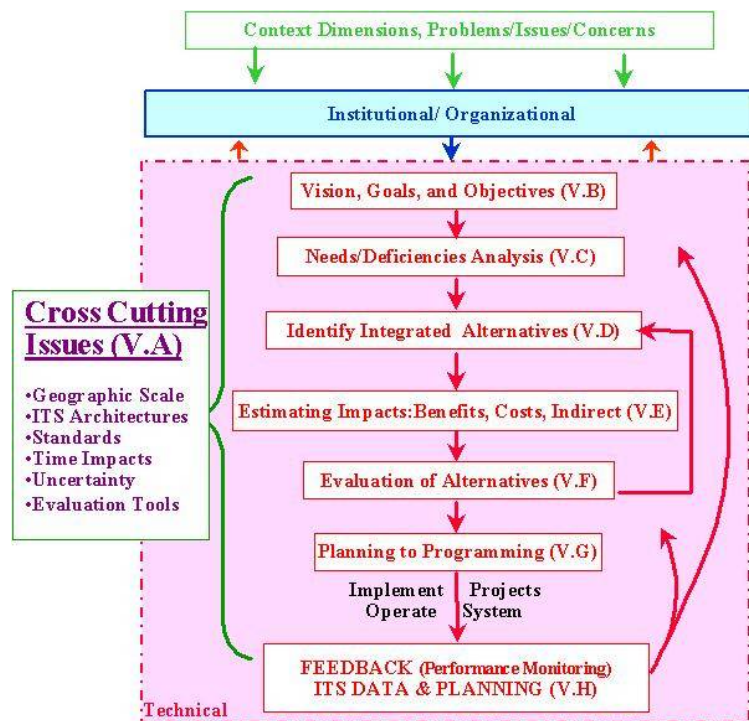 Context Dimensions, Problems/Issues/Concerns
Institutional/ Organizational
Vision, Goals, and Objectives (V.B)
Needs/Deficiencies Analysis (V.C)
Identify Integrated Alternatives (V.D)
Estimating Impacts:Benefits, Costs, Indirect (V.E)
Evaluation of Alternatives (V.F)
Planning to Programming (V.G)
Implement Projects
Operate System
FEEDBACK (Performance Monitoring)
ITS DATA & PLANNING (V.H)
Technical
Cross Cutting
Issues (V.A)
•Geographic Scale
•ITS Architectures
•Standards
•Time Impacts
•Uncertainty
•Evaluation Tools